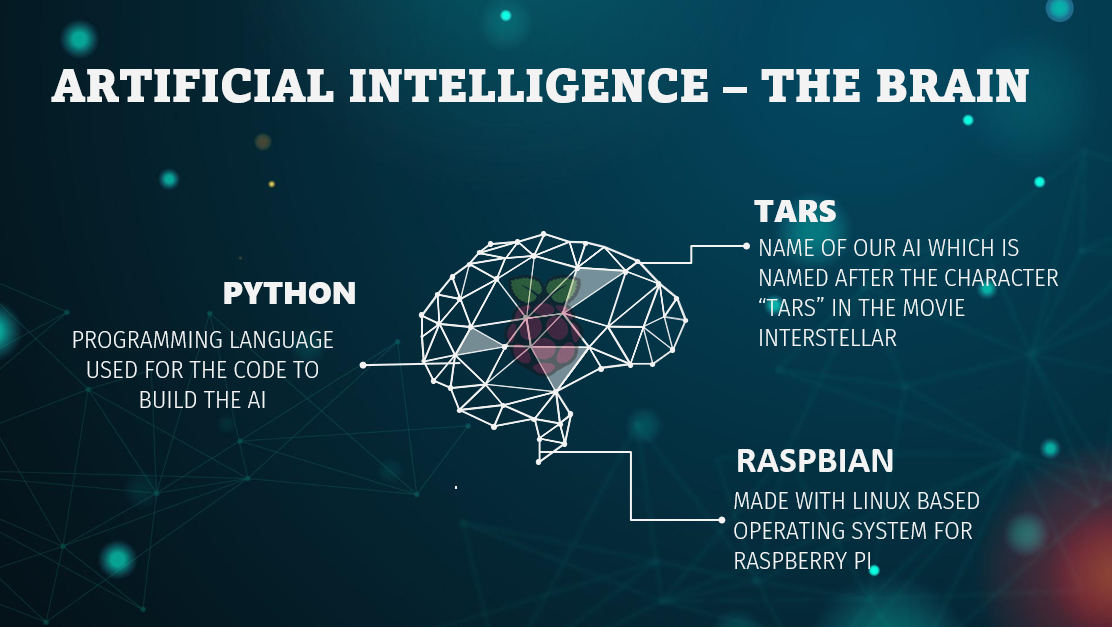 ARTIFICIAL INTELLIGENCE – THE BRAIN
TARS
NAME OF OUR AI WHICH IS
NAMED AFTER THE CHARACTER
“TARS” IN THE MOVIE
INTERSTELLAR
PYTHON
PROGRAMMING LANGUAGE
USED FOR THE CODE TO
BUILD THE AI
RASPBIAN
MADE WITH LINUX BASED
OPERATING SYSTEM FOR
RASPBERRY PI